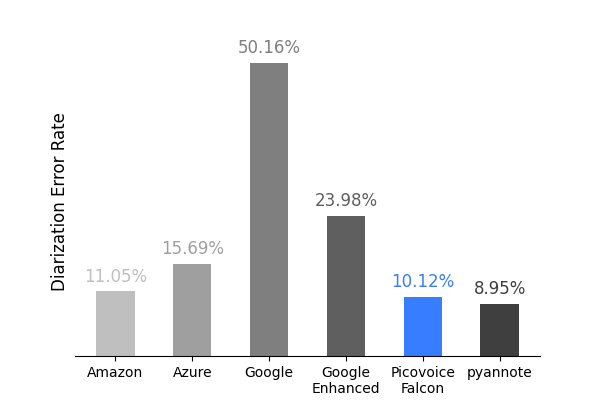 50.16%
23.98%
15.69%
11.05%
10.12%
8.95%
Diarization Error Rate
Amazon
Azure
Google
Google
Enhanced
Picovoice
Falcon
pyannote